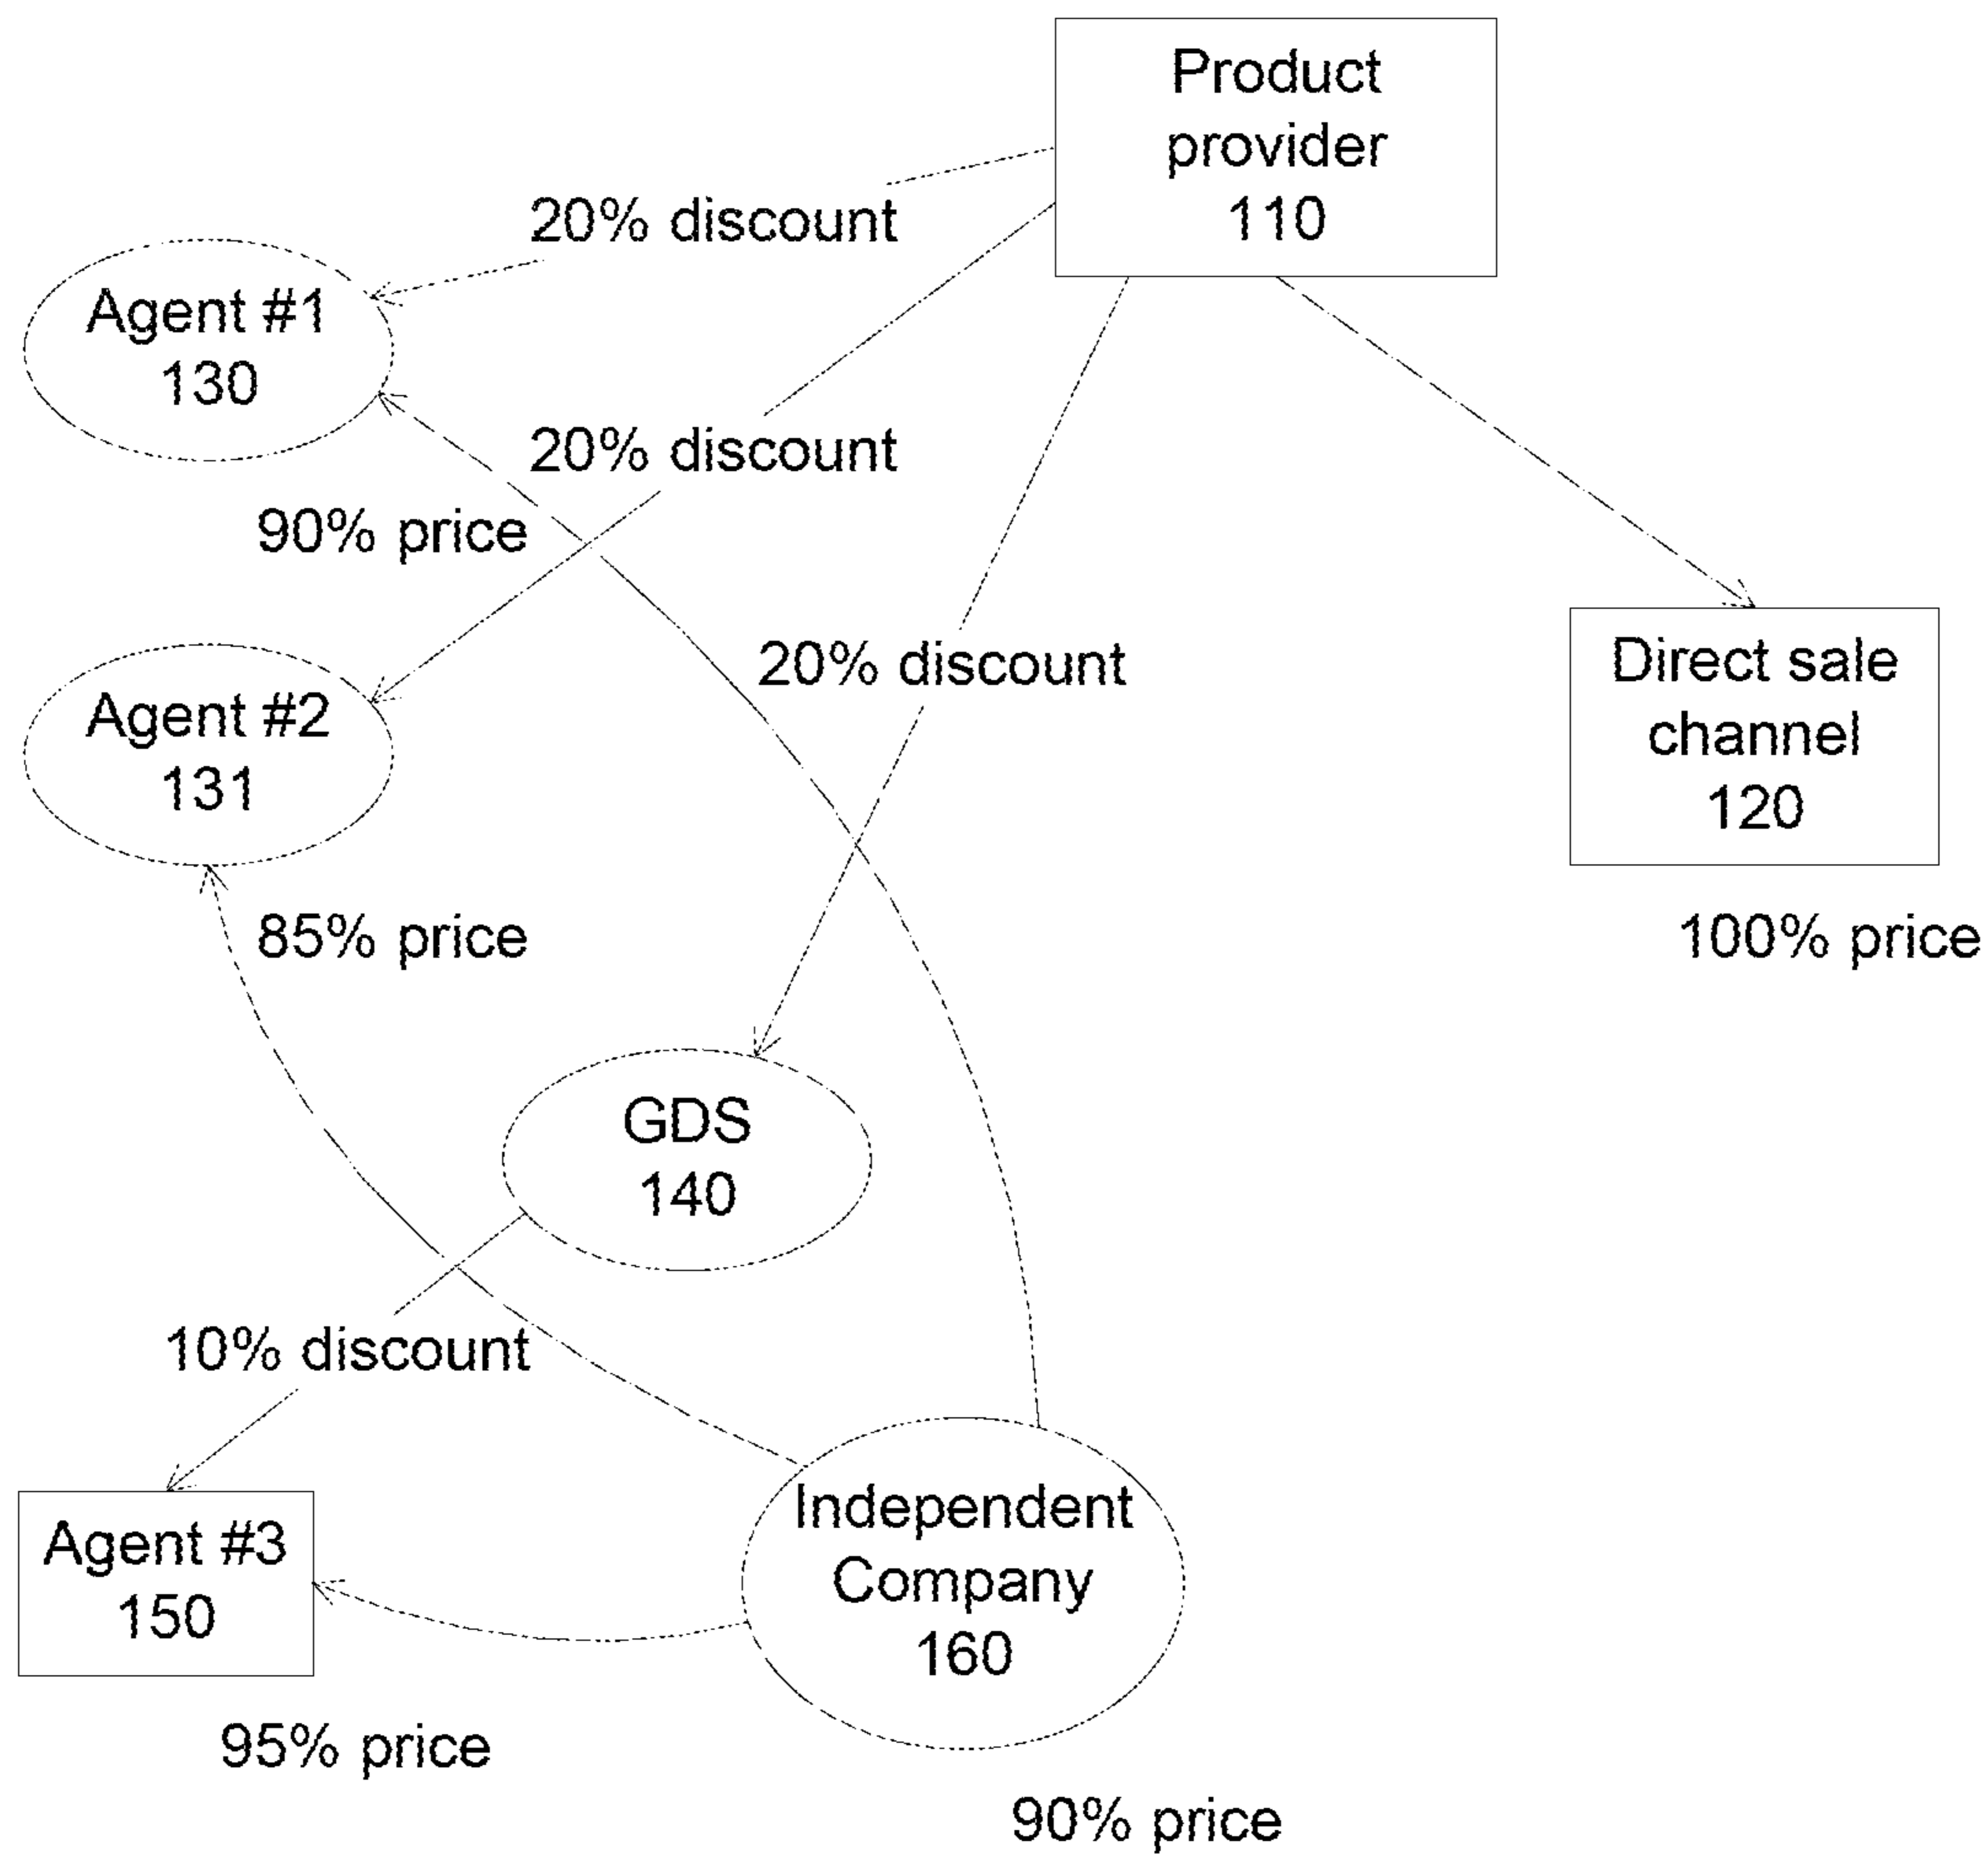 Product
provider
110
20% discount
Agent #1
130
20% discount
90% price
20% discount
Direct sale
channel
120
Agent #2
131
85% price
100% price
GDS
140
10% discount
Agent #3
150
Independent
Company
160
95% price
90% price